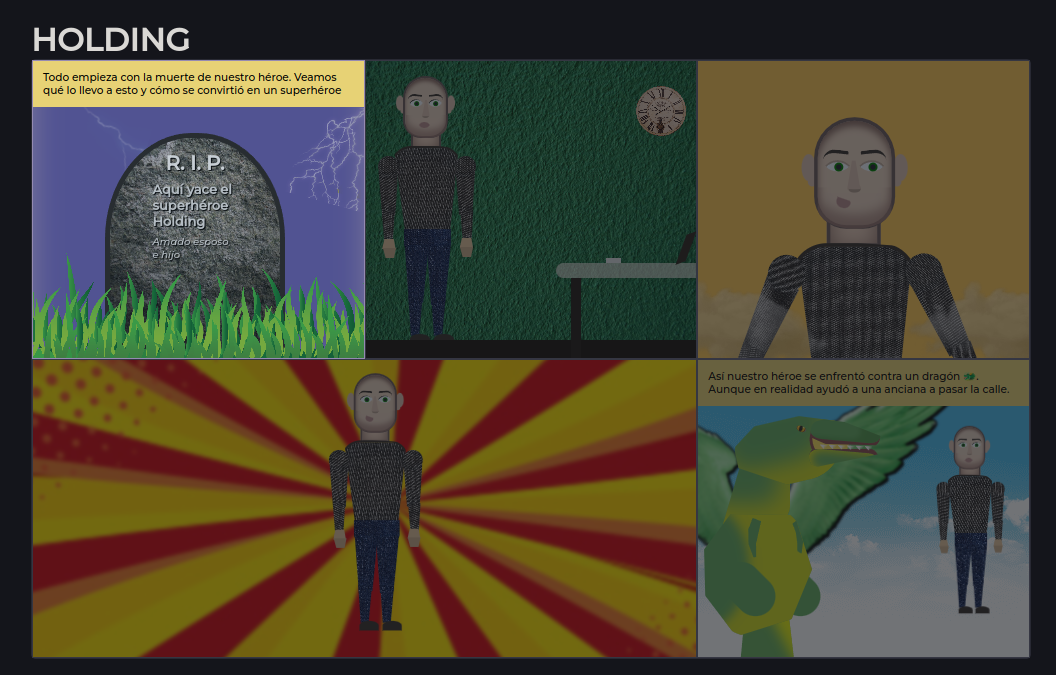 HOLDING
Todo empieza con la muerte de nuestro héroe. Veamos
qué lo llevo a esto y cómo se convirtió en un superhéroe
R. I. P.
Aquí yace el
superhéroe
Holding
Amado esposo
e hijo
Así nuestro héroe se enfrentó contra un dragón 🐲.
Aunque en realidad ayudó a una anciana a pasar la calle.